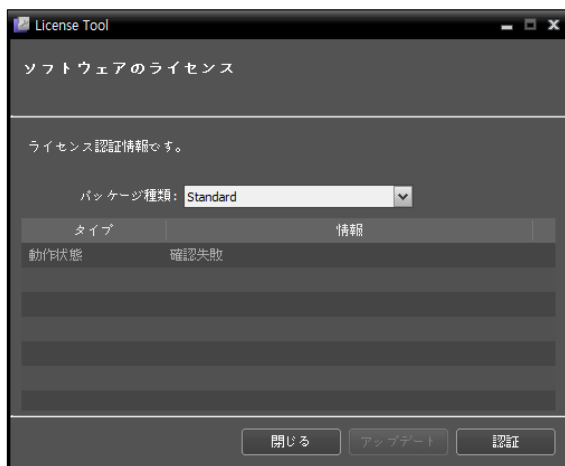 License Tool
ソフトウェアのライセンス
ライセンス認証情報です。
パッケージ種類: Standard
タイプ 情報
動作状態 確認失敗
閉じる アップデート 認証